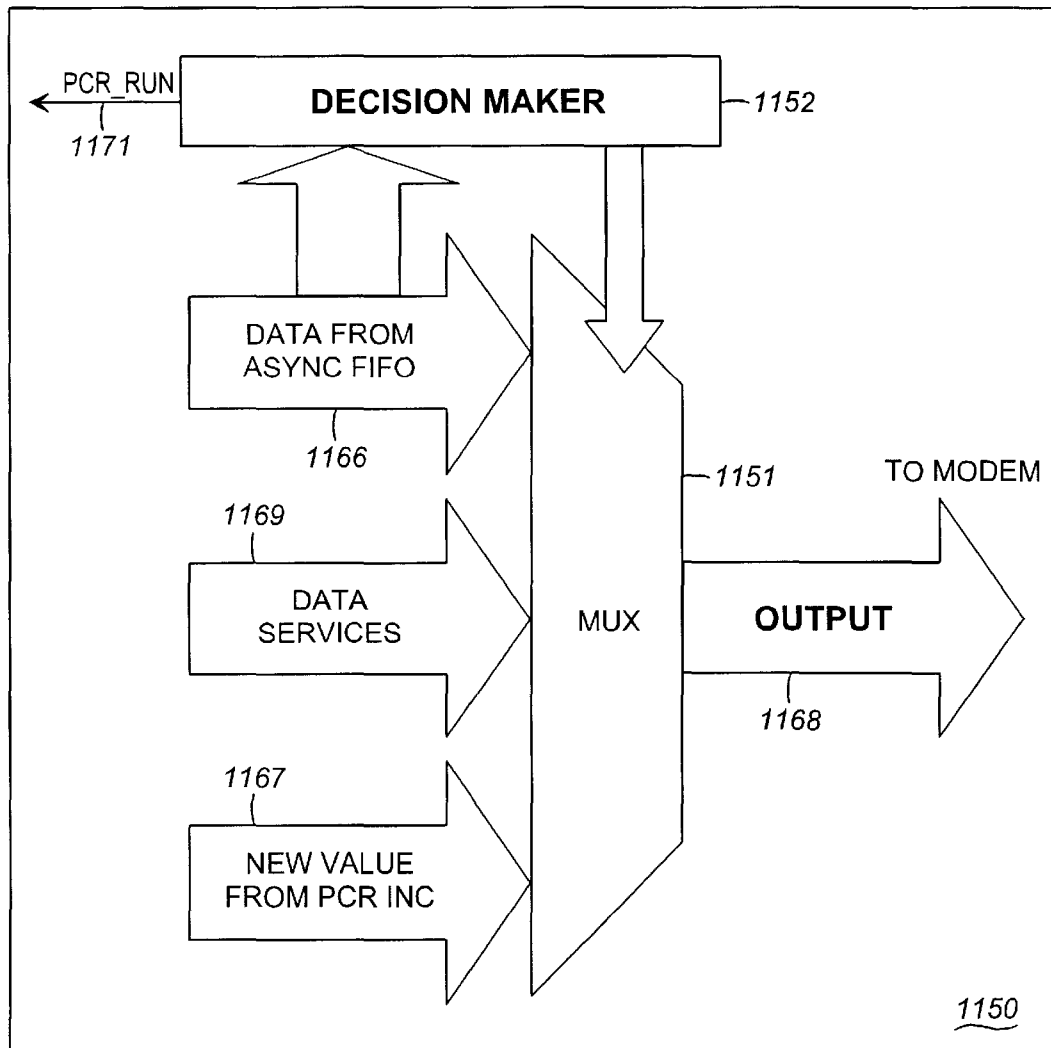 PCR_RUN
1171
DECISION MAKER
1152
DATA FROM
ASYNC FIFO
1166
1151
TO MODEM
1169
DATA
SERVICES
MUX
OUTPUT
1168
1167
NEW VALUE
FROM PCR INC
1150